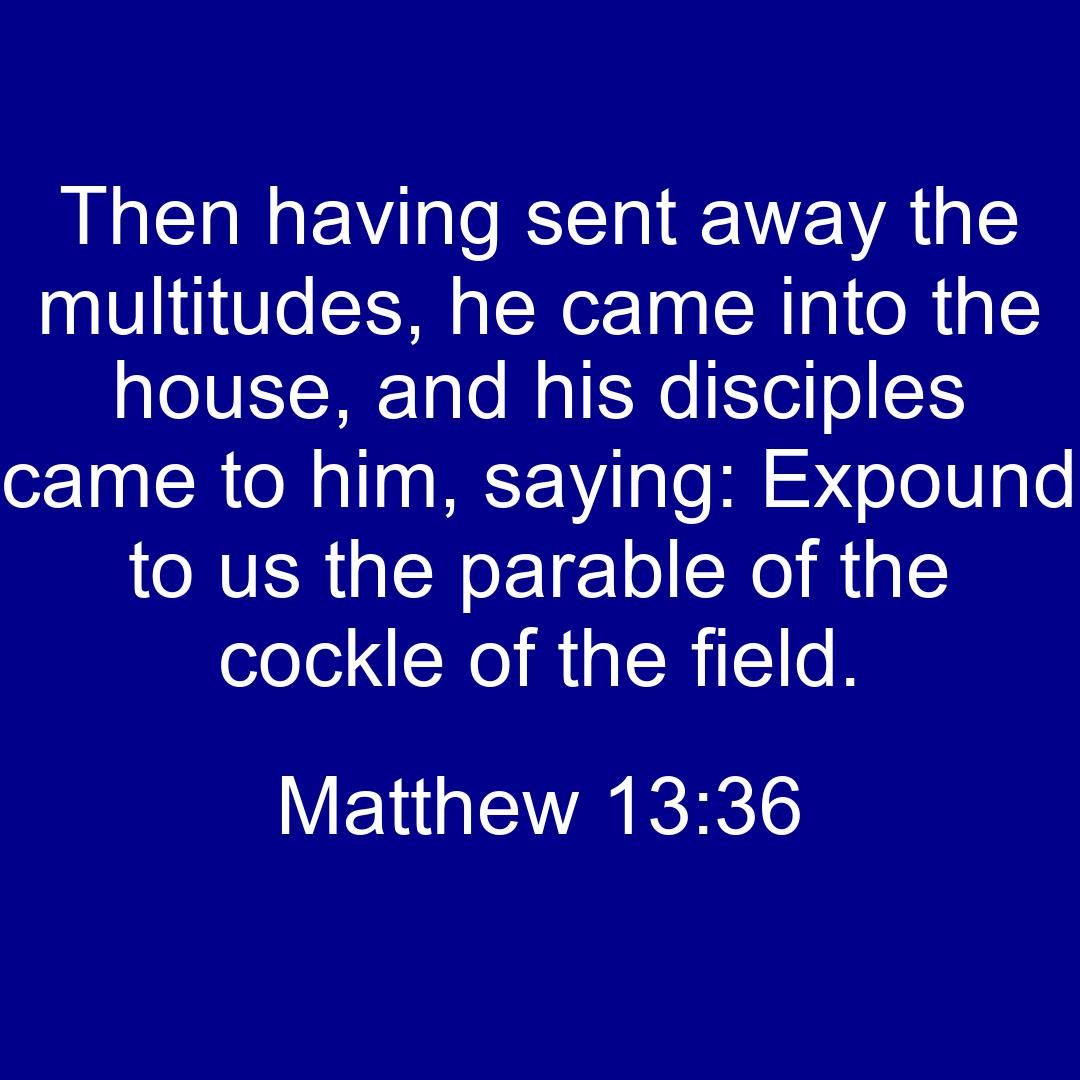 Then having sent away the
multitudes, he came into the
house, and his disciples
came to him, saying: Expound
to us the parable of the
cockle of the field.
Matthew 13:36